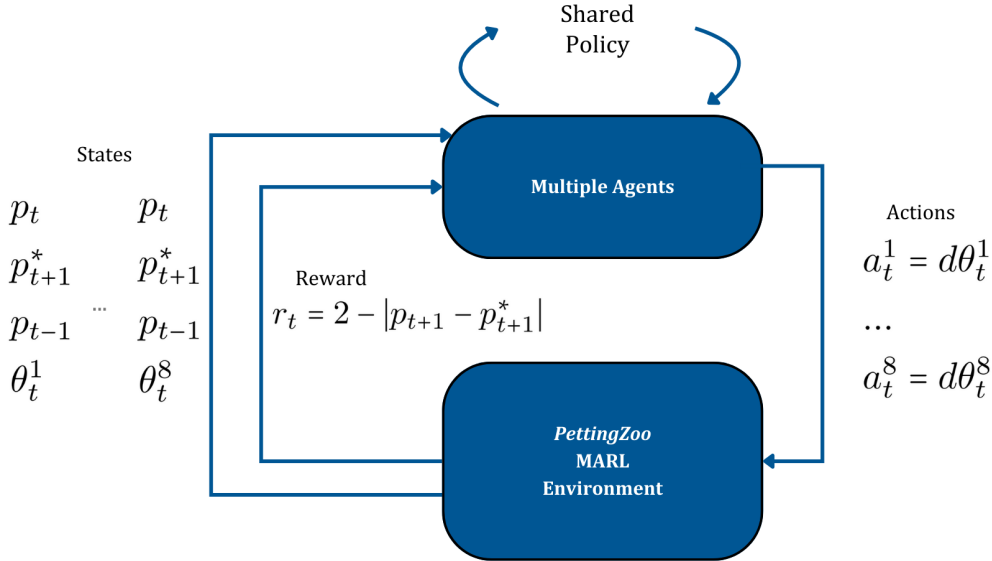 Shared
Policy
States
p_t p_t
p^*_{t+1} p^*_{t+1}
...
p_{t-1} p_{t-1}
θ^1_t θ^8_t
Multiple Agents
Reward
r_t = 2 − |p_{t+1} − p^*_{t+1}|
Actions
a^1_t = dθ^1_t
...
a^8_t = dθ^8_t
PettingZoo
MARL
Environment